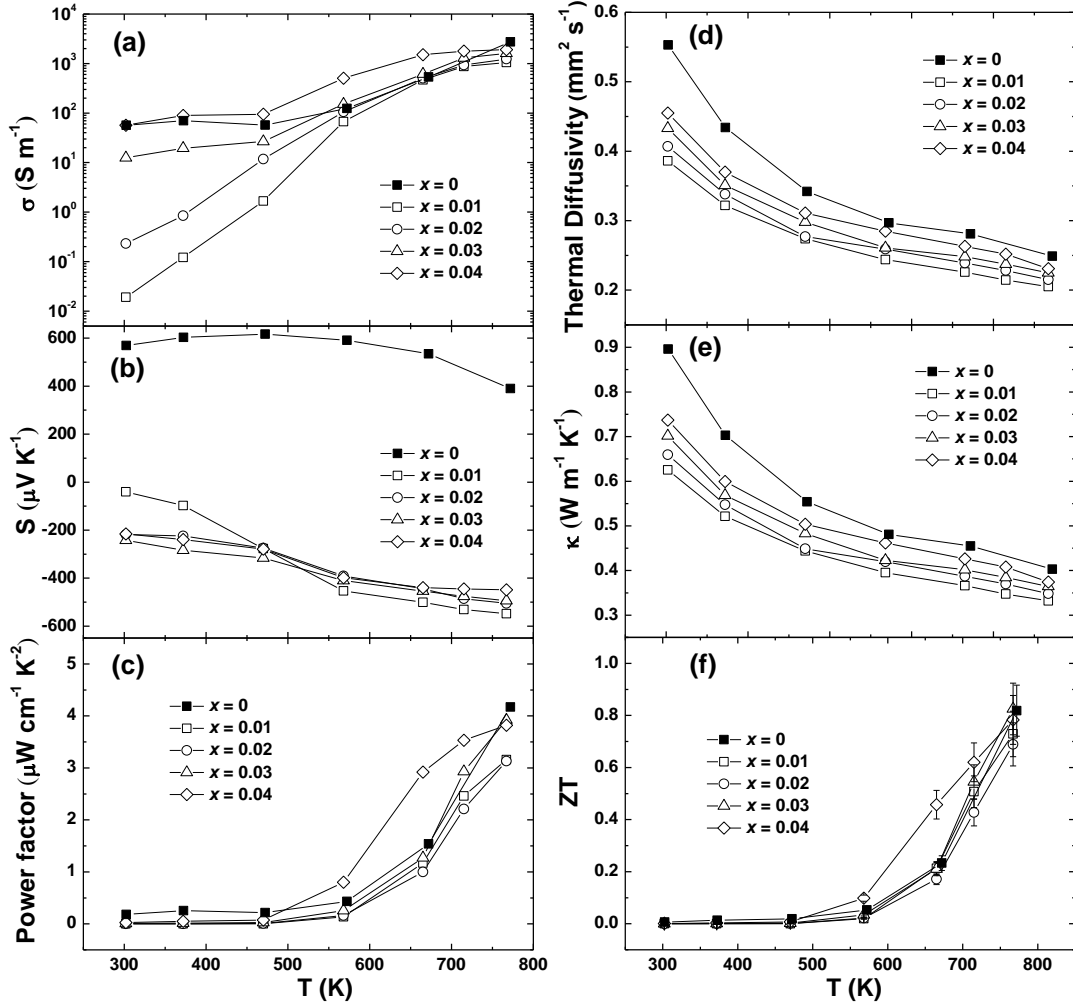 (a)
σ (S m⁻¹)
10⁴
10³
10²
10¹
10⁰
10⁻¹
10⁻²
x = 0
x = 0.01
x = 0.02
x = 0.03
x = 0.04
(b)
S (μV K⁻¹)
600
400
200
0
-200
-400
-600
x = 0
x = 0.01
x = 0.02
x = 0.03
x = 0.04
(c)
Power factor (μW cm⁻¹ K⁻²)
5
4
3
2
1
0
x = 0
x = 0.01
x = 0.02
x = 0.03
x = 0.04
300 400 500 600 700 800
T (K)
(d)
Thermal Diffusivity (mm² s⁻¹)
0.6
0.5
0.4
0.3
0.2
x = 0
x = 0.01
x = 0.02
x = 0.03
x = 0.04
(e)
κ (W m⁻¹ K⁻¹)
0.9
0.8
0.7
0.6
0.5
0.4
0.3
x = 0
x = 0.01
x = 0.02
x = 0.03
x = 0.04
(f)
ZT
1.0
0.8
0.6
0.4
0.2
0.0
x = 0
x = 0.01
x = 0.02
x = 0.03
x = 0.04
300 400 500 600 700 800
T (K)